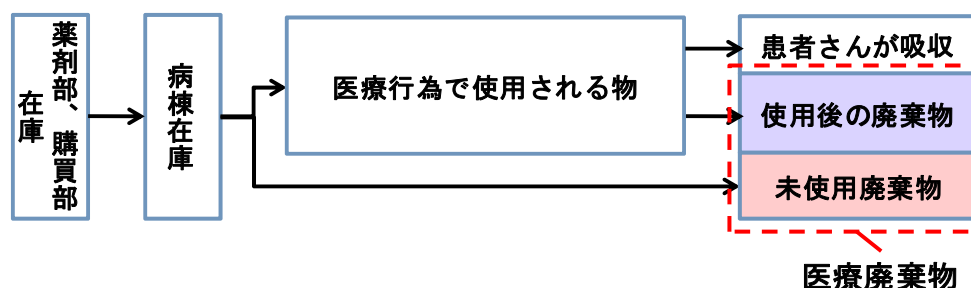 薬剤部、購買部
在庫
病棟在庫
医療行為で使用される物
患者さんが吸収
使用後の廃棄物
未使用廃棄物
医療廃棄物